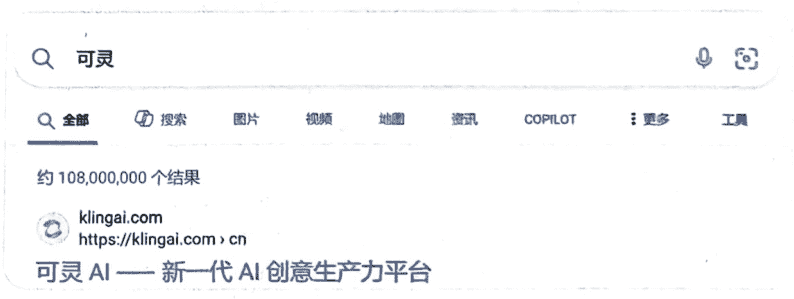 可灵
全部 搜索 图片 视频 地图 资讯 COPILOT 更多 工具
约 108,000,000 个结果
klingai.com
https://klingai.com › cn
可灵 AI —— 新一代 AI 创意生产力平台